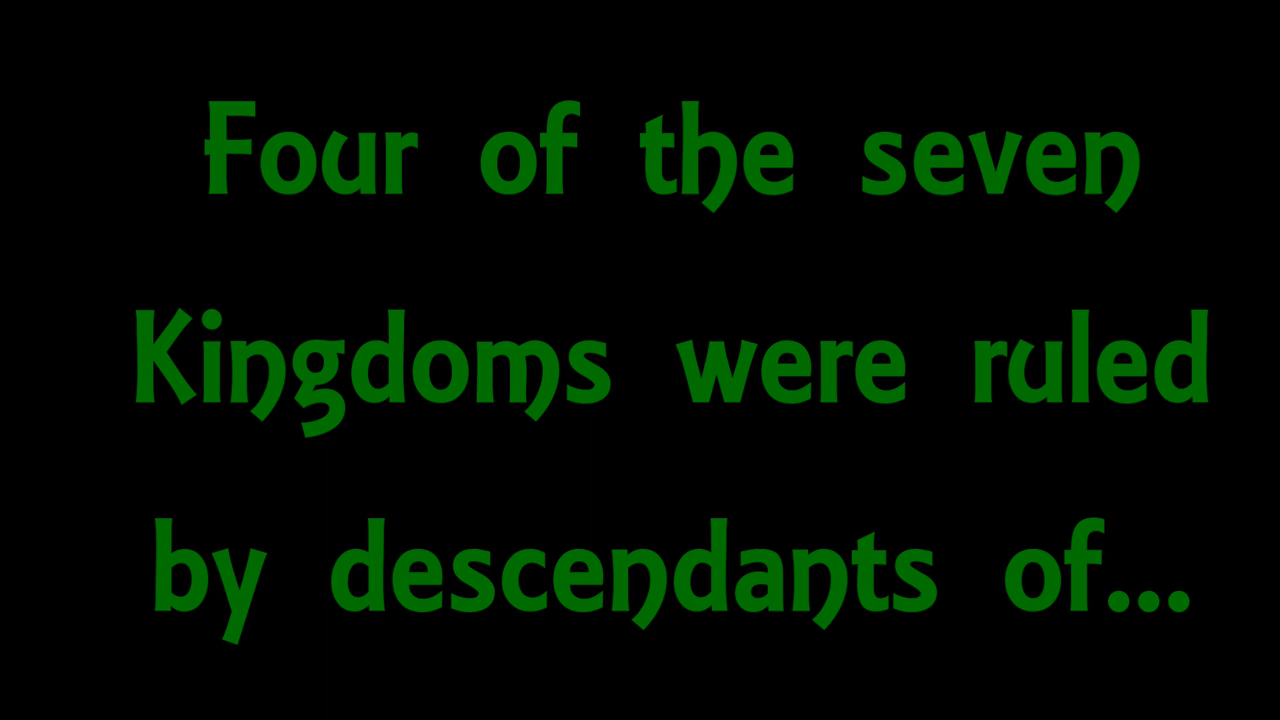 Four of the seven
Kingdoms were ruled
by descendants of...